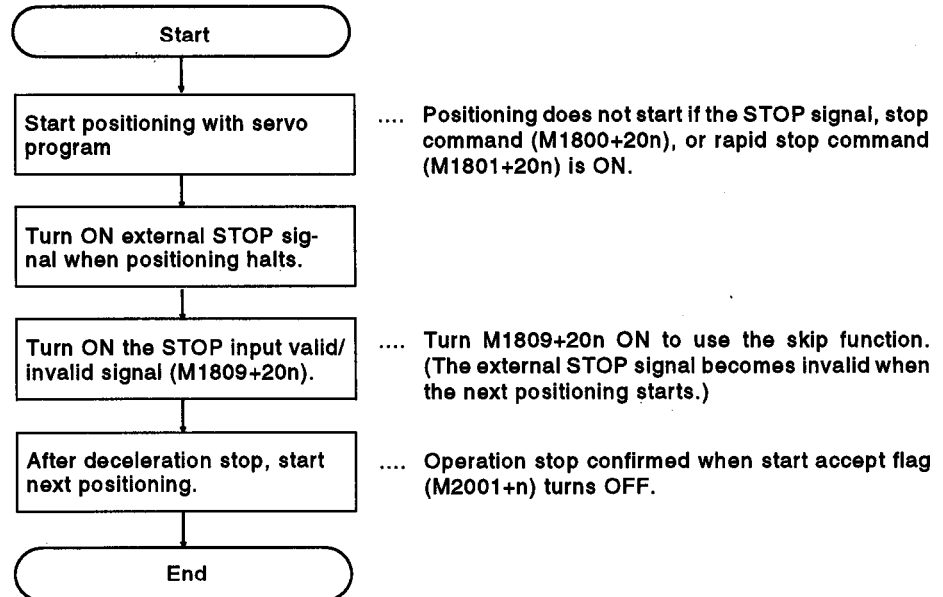 Start
Start positioning with servo
program
.... Positioning does not start if the STOP signal, stop
command (M1800+20n), or rapid stop command
(M1801+20n) is ON.
Turn ON external STOP sig-
nal when positioning halts.
Turn ON the STOP input valid/
invalid signal (M1809+20n).
.... Turn M1809+20n ON to use the skip function.
(The external STOP signal becomes invalid when
the next positioning starts.)
After deceleration stop, start
next positioning.
.... Operation stop confirmed when start accept flag
(M2001+n) turns OFF.
End